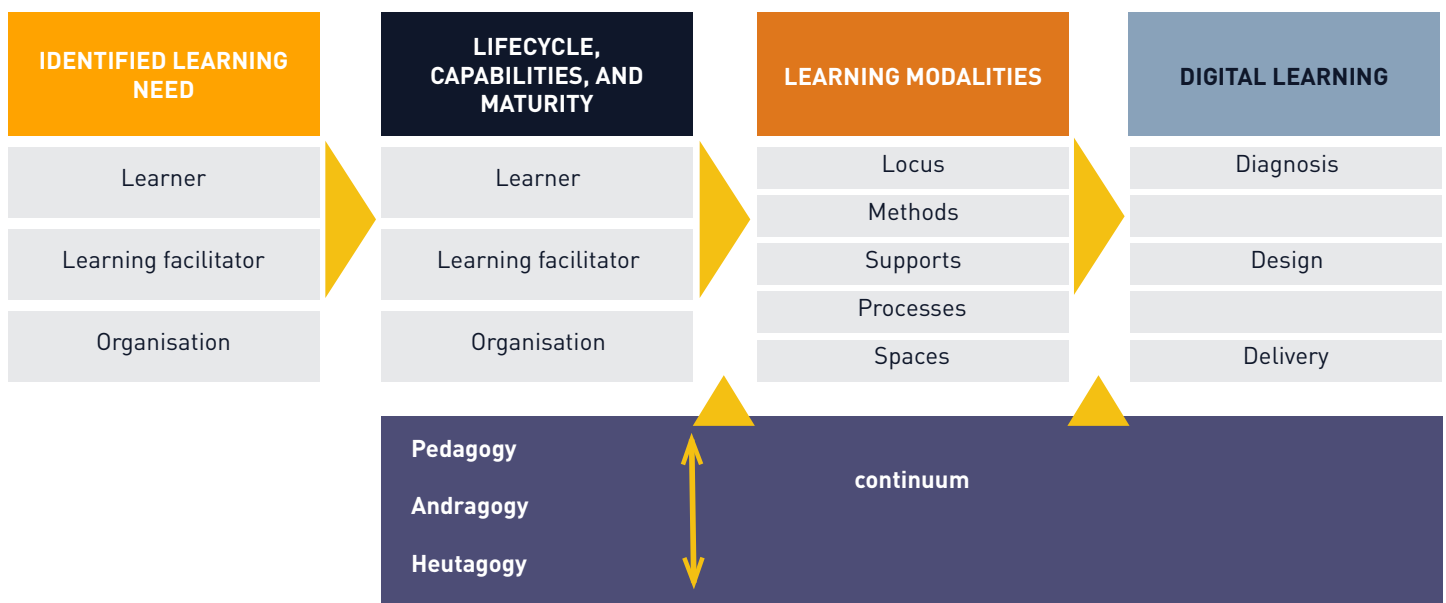 IDENTIFIED LEARNING
NEED
Learner
Learning facilitator
Organisation
LIFECYCLE,
CAPABILITIES, AND
MATURITY
Learner
Learning facilitator
Organisation
LEARNING MODALITIES
Locus
Methods
Supports
Processes
Spaces
DIGITAL LEARNING
Diagnosis
Design
Delivery
Pedagogy
Andragogy
Heutagogy
continuum